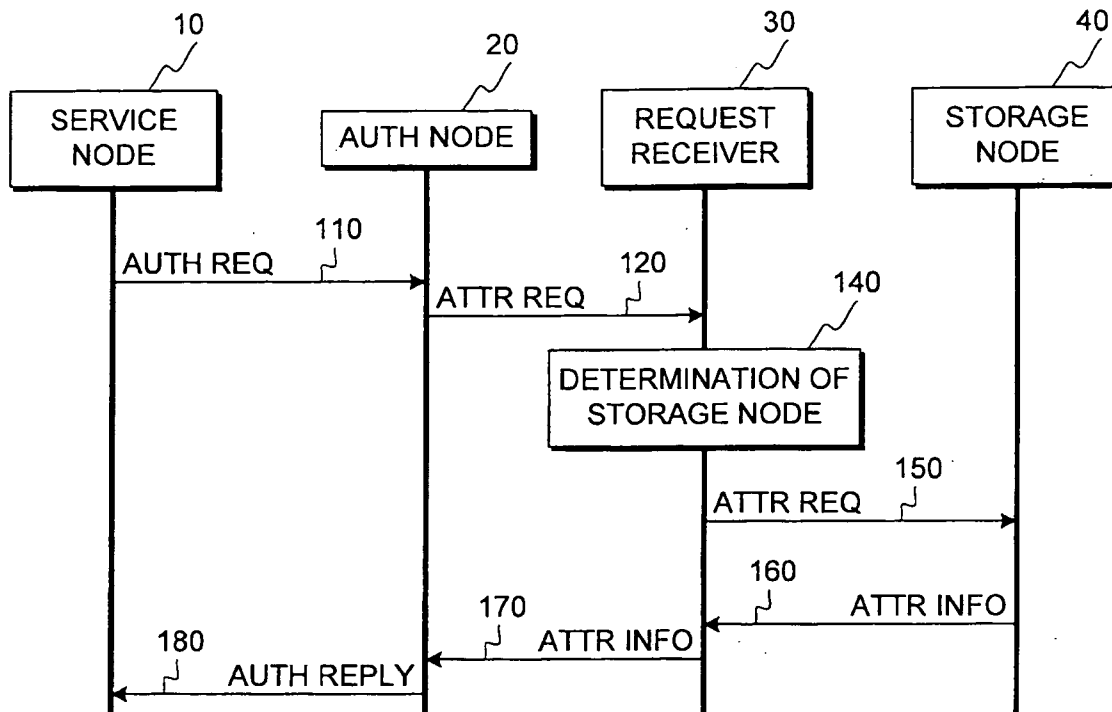 10
20
30
40
SERVICE
NODE
AUTH NODE
REQUEST
RECEIVER
STORAGE
NODE
110
AUTH REQ
120
ATTR REQ
140
DETERMINATION OF
STORAGE NODE
150
ATTR REQ
160
ATTR INFO
170
ATTR INFO
180
AUTH REPLY